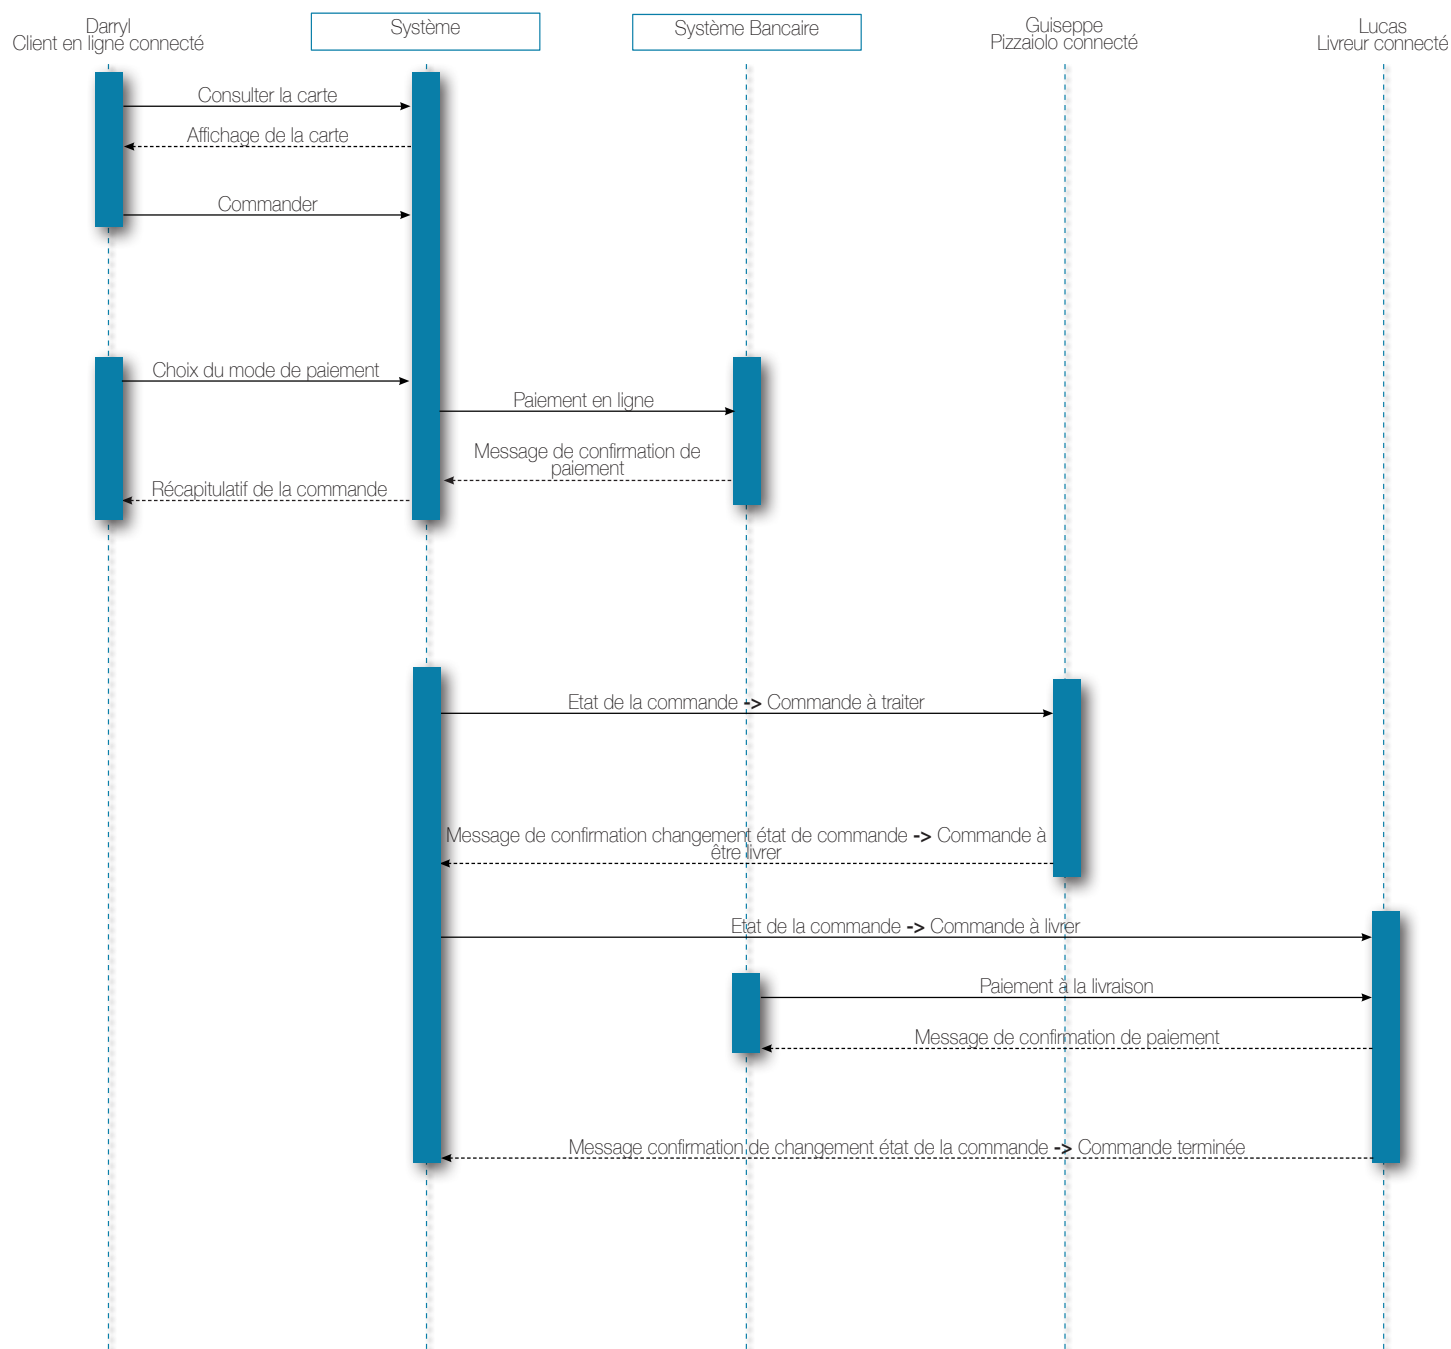 Darryl
Client en ligne connecté
Système
Système Bancaire
Guiseppe
Pizzaiolo connecté
Lucas
Livreur connecté
Consulter la carte
Affichage de la carte
Commander
Choix du mode de paiement
Paiement en ligne
Message de confirmation de
paiement
Récapitulatif de la commande
Etat de la commande -> Commande à traiter
Message de confirmation changement état de commande -> Commande à
être livrer
Etat de la commande -> Commande à livrer
Paiement à la livraison
Message de confirmation de paiement
Message confirmation de changement état de la commande -> Commande terminée